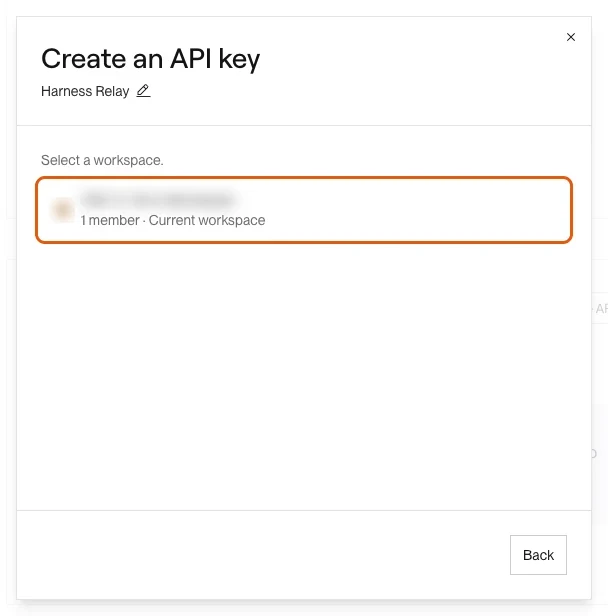 Create an API key
Harness Relay
Select a workspace.
1 member · Current workspace
Back